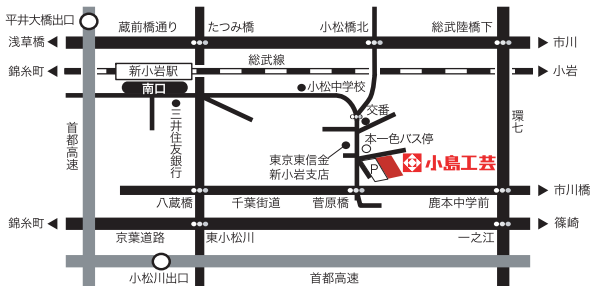 平井大橋出口
蔵前橋通り
たつみ橋
小松橋北
総武陸橋下
浅草橋
市川
総武線
錦糸町
新小岩駅
小岩
南口
小松中学校
三井住友銀行
交番
環七
首都高速
本一色バス停
東京東信金
新小岩支店
P
小島工芸
八蔵橋
千葉街道
菅原橋
鹿本中学前
市川橋
錦糸町
篠崎
京葉道路
東小松川
一之江
小松川出口
首都高速